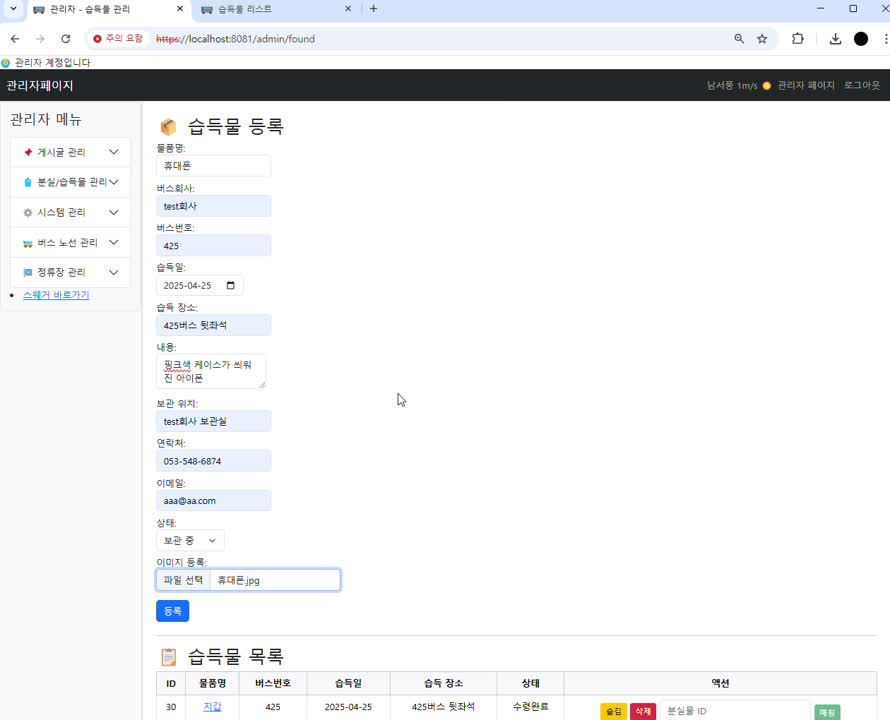 관리자 - 습득물 관리
습득물 리스트
주의 요함 https://localhost:8081/admin/found
관리자 계정입니다
관리자페이지
남서풍 1m/s
관리자 페이지
로그아웃
관리자 메뉴
게시글 관리
분실/습득물 관리
시스템 관리
버스 노선 관리
정류장 관리
스웨거 바로가기
습득물 등록
물품명:
휴대폰
버스회사:
test회사
버스번호:
425
습득일:
2025-04-25
습득 장소:
425버스 뒷좌석
내용:
핑크색 케이스가 씌워
진 아이폰
보관 위치:
test회사 보관실
연락처:
053-548-6874
이메일:
aaa@aa.com
상태:
보관 중
이미지 등록:
파일 선택 휴대폰.jpg
등록
습득물 목록
ID 물품명 버스번호 습득일 습득 장소 상태 액션
30 지갑 425 2025-04-25 425버스 뒷좌석 수령완료 숨김 삭제 분실물 ID 매칭